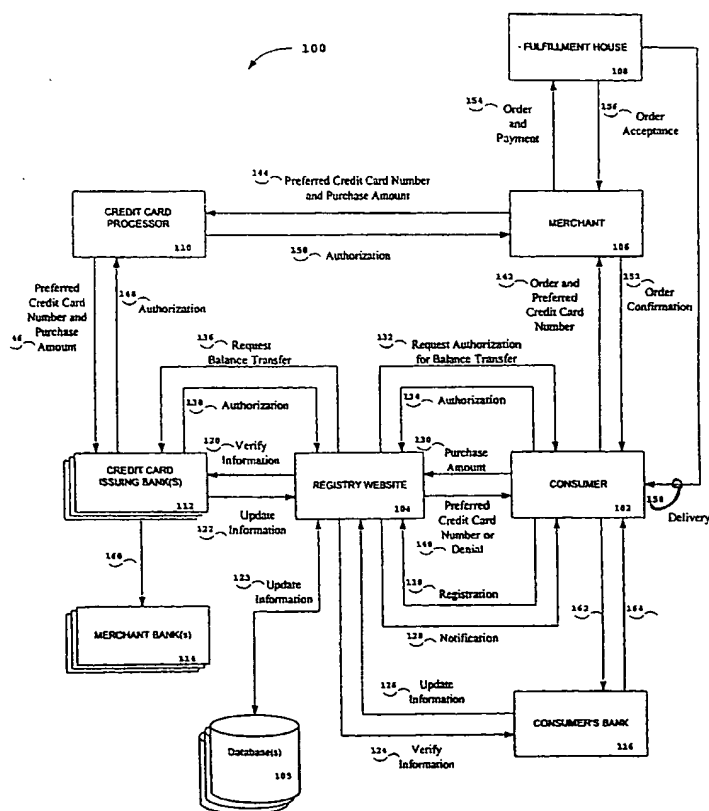 100
- FULFILLMENT HOUSE
108
154
Order
and
Payment
156
Order
Acceptance
144
Preferred Credit Card Number
and Purchase Amount
CREDIT CARD
PROCESSOR
110
MERCHANT
106
150
Authorization
Preferred
Credit Card
Number and
Purchase
Amount
46
148
Authorization
142
Order and
Preferred
Credit Card
Number
152
Order
Confirmation
136
Request
Balance Transfer
132
Request Authorization
for Balance Transfer
138
Authorization
134
Authorization
120
Verify
Information
130
Purchase
Amount
CREDIT CARD
ISSUING BANK(S)
112
REGISTRY WEBSITE
104
CONSUMER
102
158
Delivery
122
Update
Information
Preferred
Credit Card
Number or
Denial
140
160
123
Update
Information
118
Registration
162
164
128
Notification
MERCHANT BANK(s)
114
126
Update
Information
CONSUMER'S BANK
116
Database(s)
105
124
Verify
Information